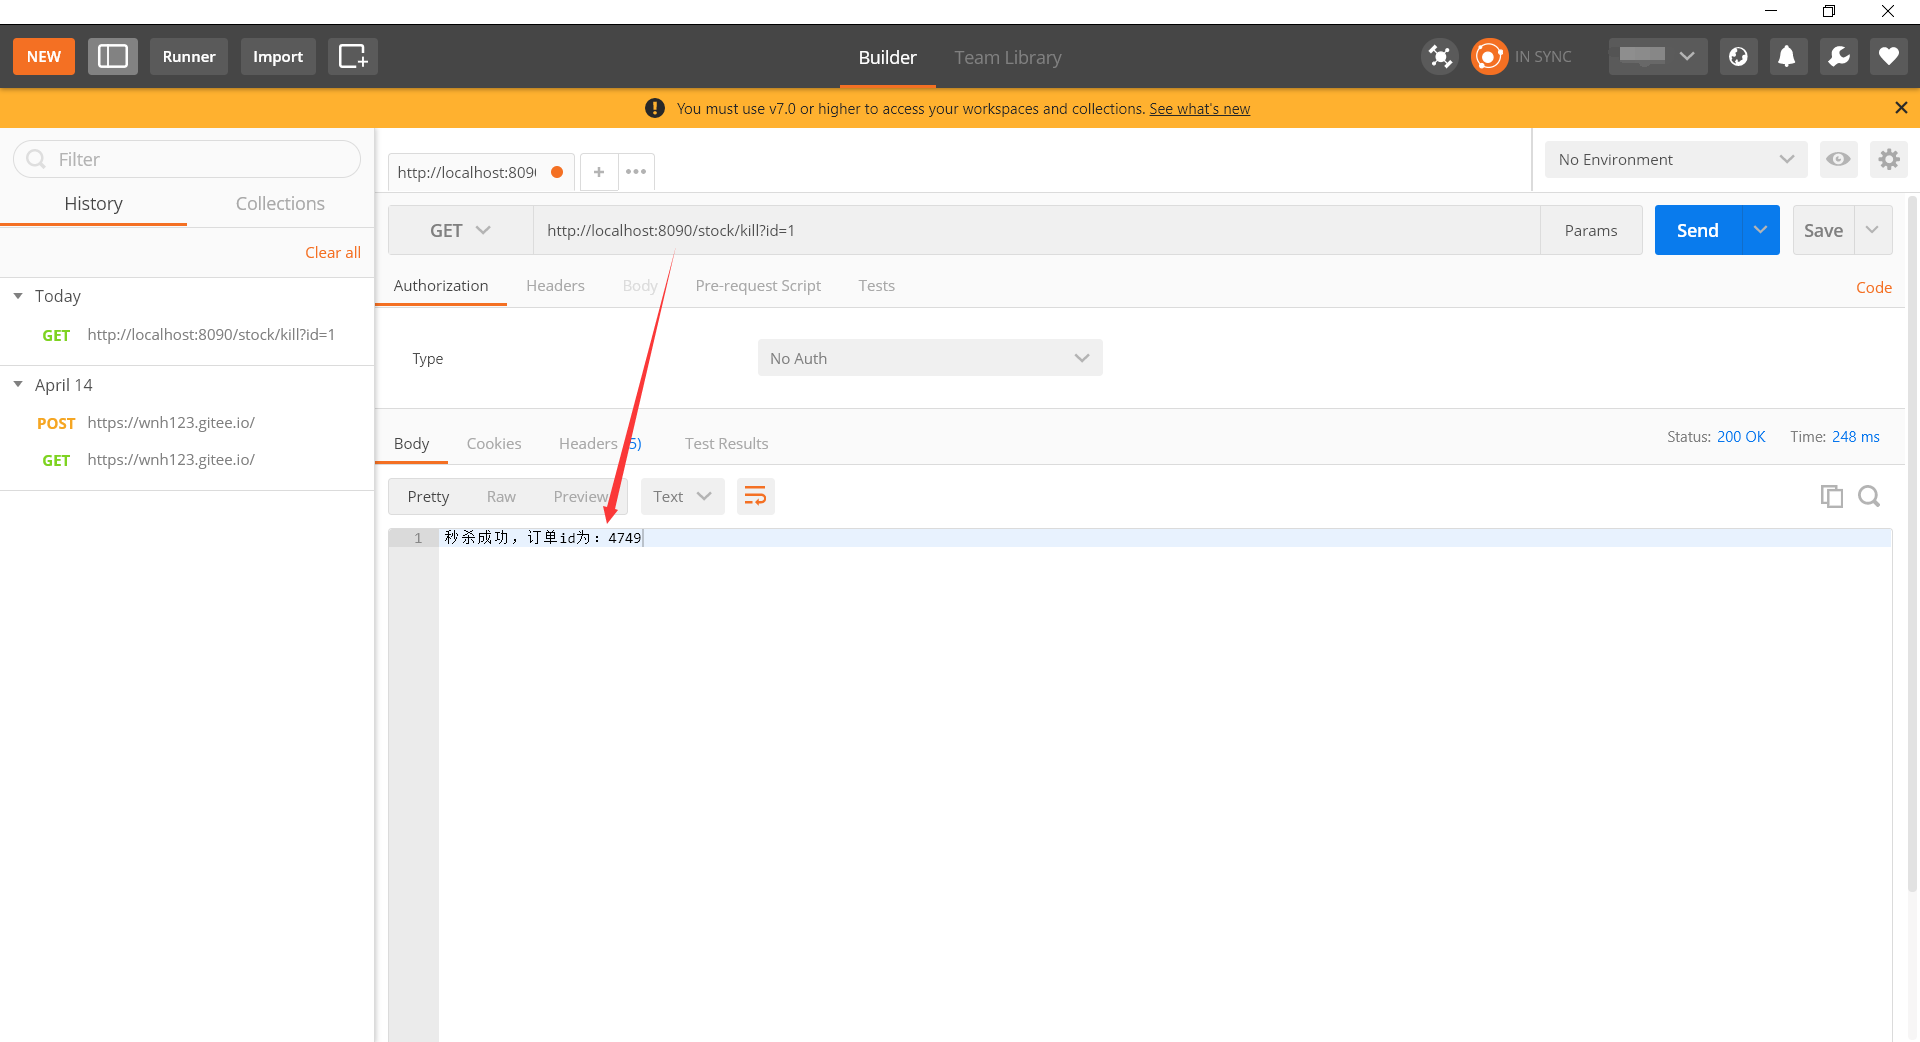 NEW
Runner
Import
Builder
Team Library
IN SYNC
You must use v7.0 or higher to access your workspaces and collections. See what's new
Filter
History
Collections
Clear all
Today
GET http://localhost:8090/stock/kill?id=1
April 14
POST https://wnh123.gitee.io/
GET https://wnh123.gitee.io/
http://localhost:809
No Environment
GET
http://localhost:8090/stock/kill?id=1
Params
Send
Save
Authorization
Headers
Body
Pre-request Script
Tests
Code
Type
No Auth
Body
Cookies
Headers (5)
Test Results
Status: 200 OK
Time: 248 ms
Pretty
Raw
Preview
Text
1
秒杀成功，订单id为：4749